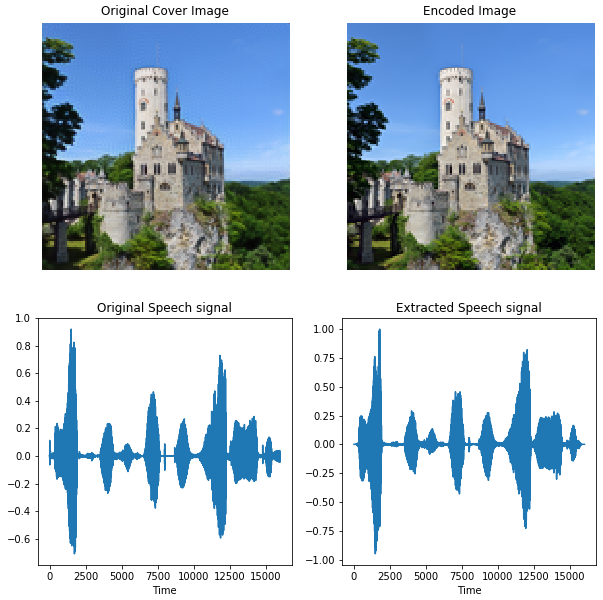 Original Cover Image
Encoded Image
Original Speech signal
1.0
0.8
0.6
0.4
0.2
0.0
−0.2
−0.4
−0.6
0 2500 5000 7500 10000 12500 15000
Time
Extracted Speech signal
1.00
0.75
0.50
0.25
0.00
−0.25
−0.50
−0.75
−1.00
0 2500 5000 7500 10000 12500 15000
Time